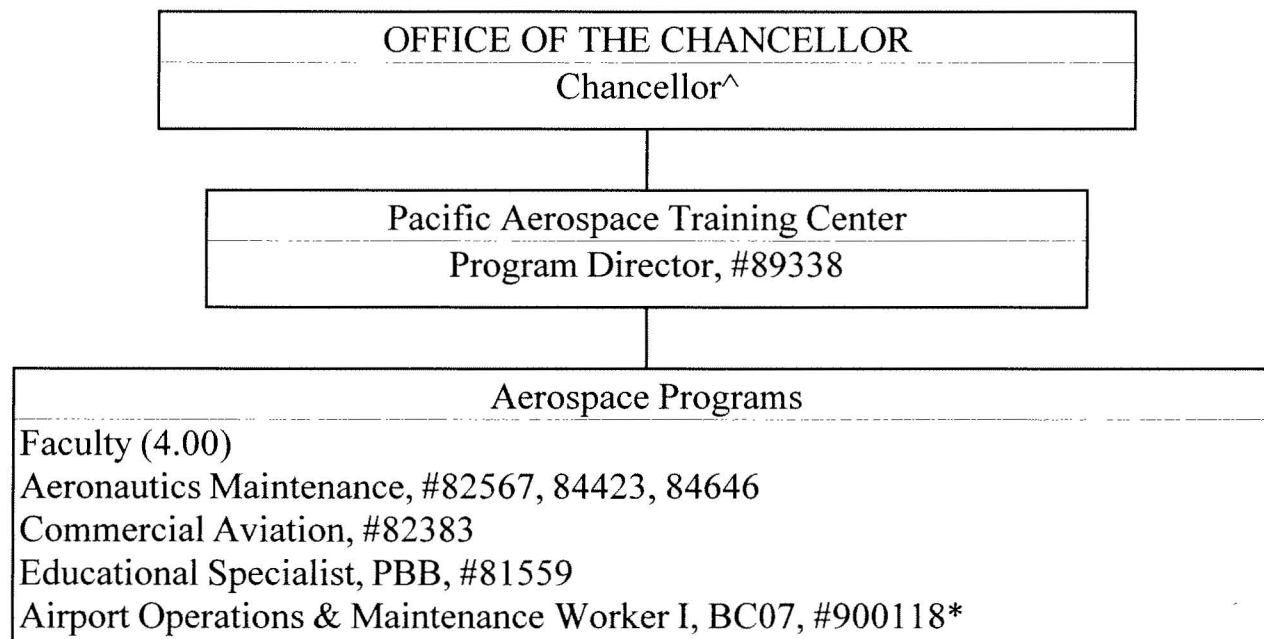 OFFICE OF THE CHANCELLOR
Chancellor^
Pacific Aerospace Training Center
Program Director, #89338
Aerospace Programs
Faculty (4.00)
Aeronautics Maintenance, #82567, 84423, 84646
Commercial Aviation, #82383
Educational Specialist, PBB, #81559
Airport Operations & Maintenance Worker I, BC07, #900118*